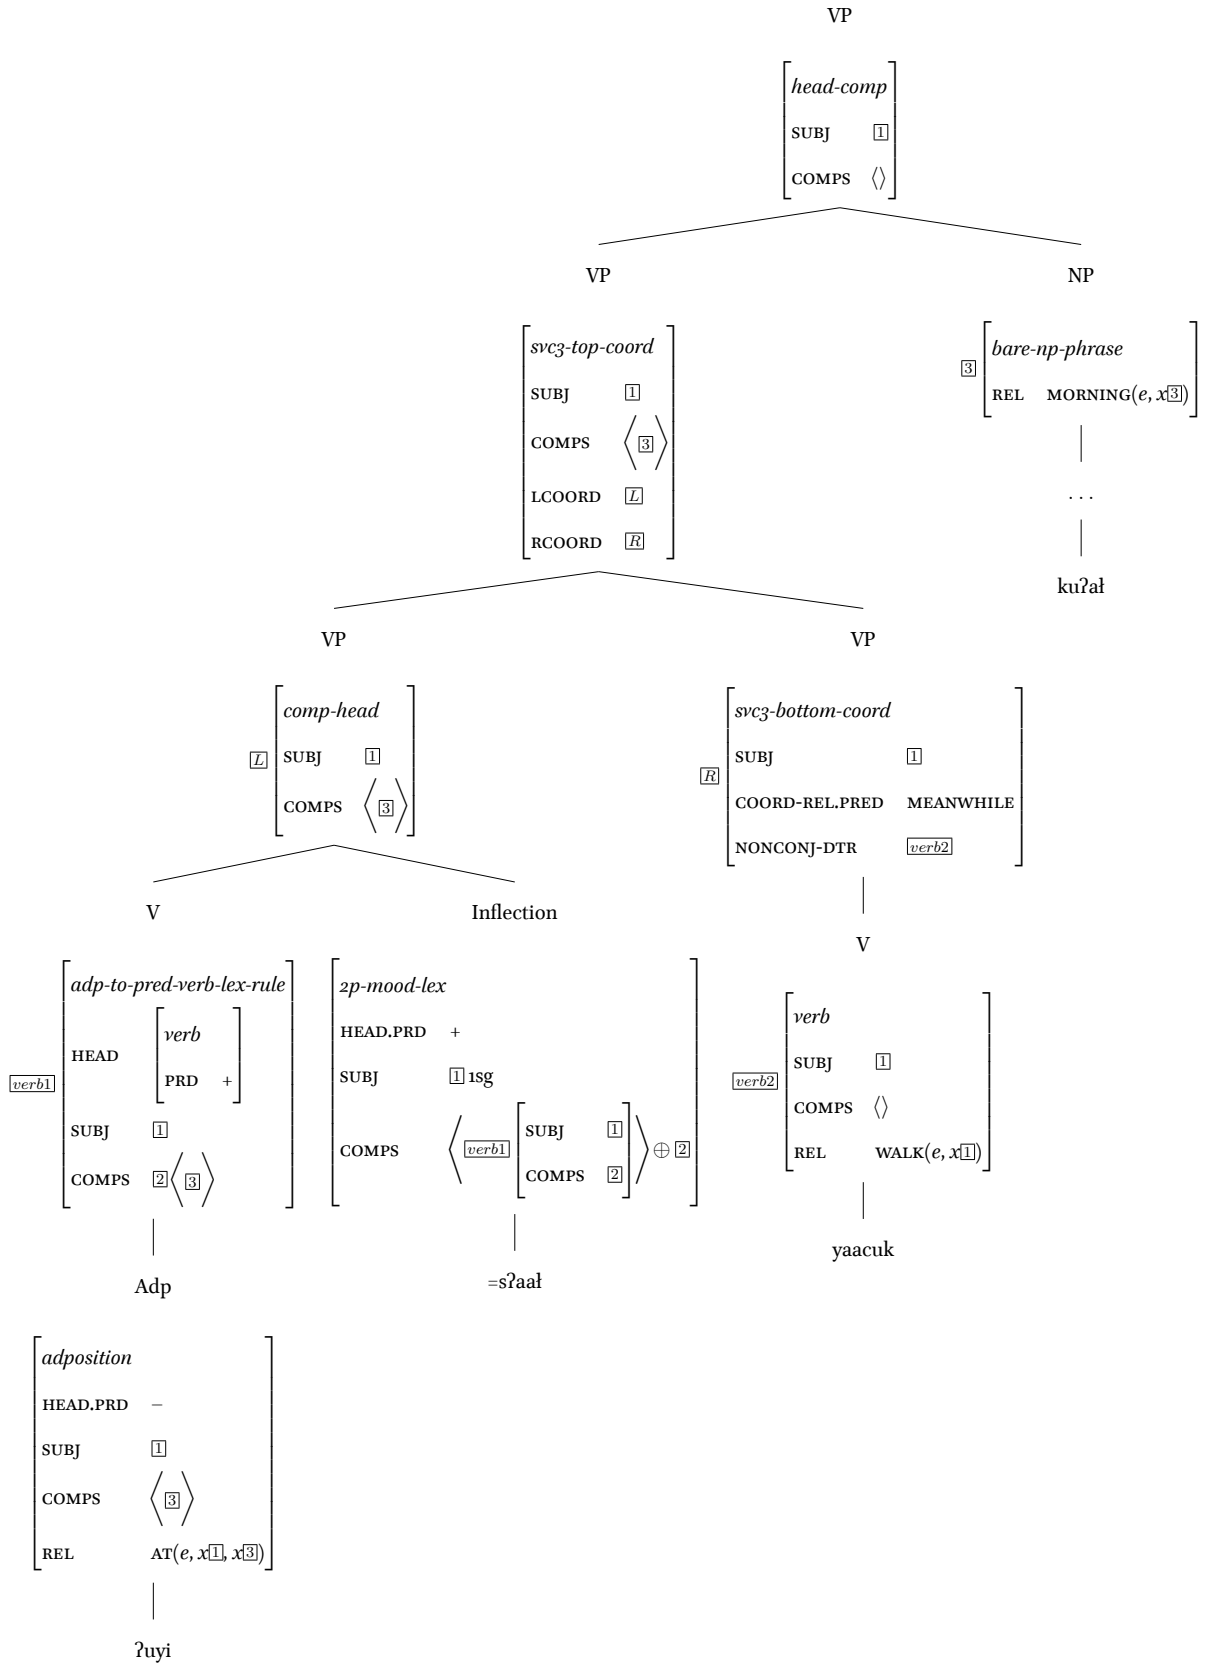 VP
head-comp
SUBJ 1
COMPS ⟨⟩
VP NP
svc3-top-coord
SUBJ 1
COMPS ⟨3⟩
LCOORD L
RCOORD R
3 bare-np-phrase
REL MORNING(e, x3)
...
kuʔał
VP VP
L comp-head
SUBJ 1
COMPS ⟨3⟩
R svc3-bottom-coord
SUBJ 1
COORD-REL.PRED MEANWHILE
NONCONJ-DTR verb2
V Inflection
V
verb1 adp-to-pred-verb-lex-rule
HEAD verb
PRD +
SUBJ 1
COMPS 2⟨3⟩
2p-mood-lex
HEAD.PRD +
SUBJ 1 1sg
COMPS ⟨verb1 [SUBJ 1
COMPS 2]⟩ ⊕ 2
verb2 verb
SUBJ 1
COMPS ⟨⟩
REL WALK(e, x1)
Adp
=sʔaał
yaacuk
adposition
HEAD.PRD −
SUBJ 1
COMPS ⟨3⟩
REL AT(e, x1, x3)
ʔuyi